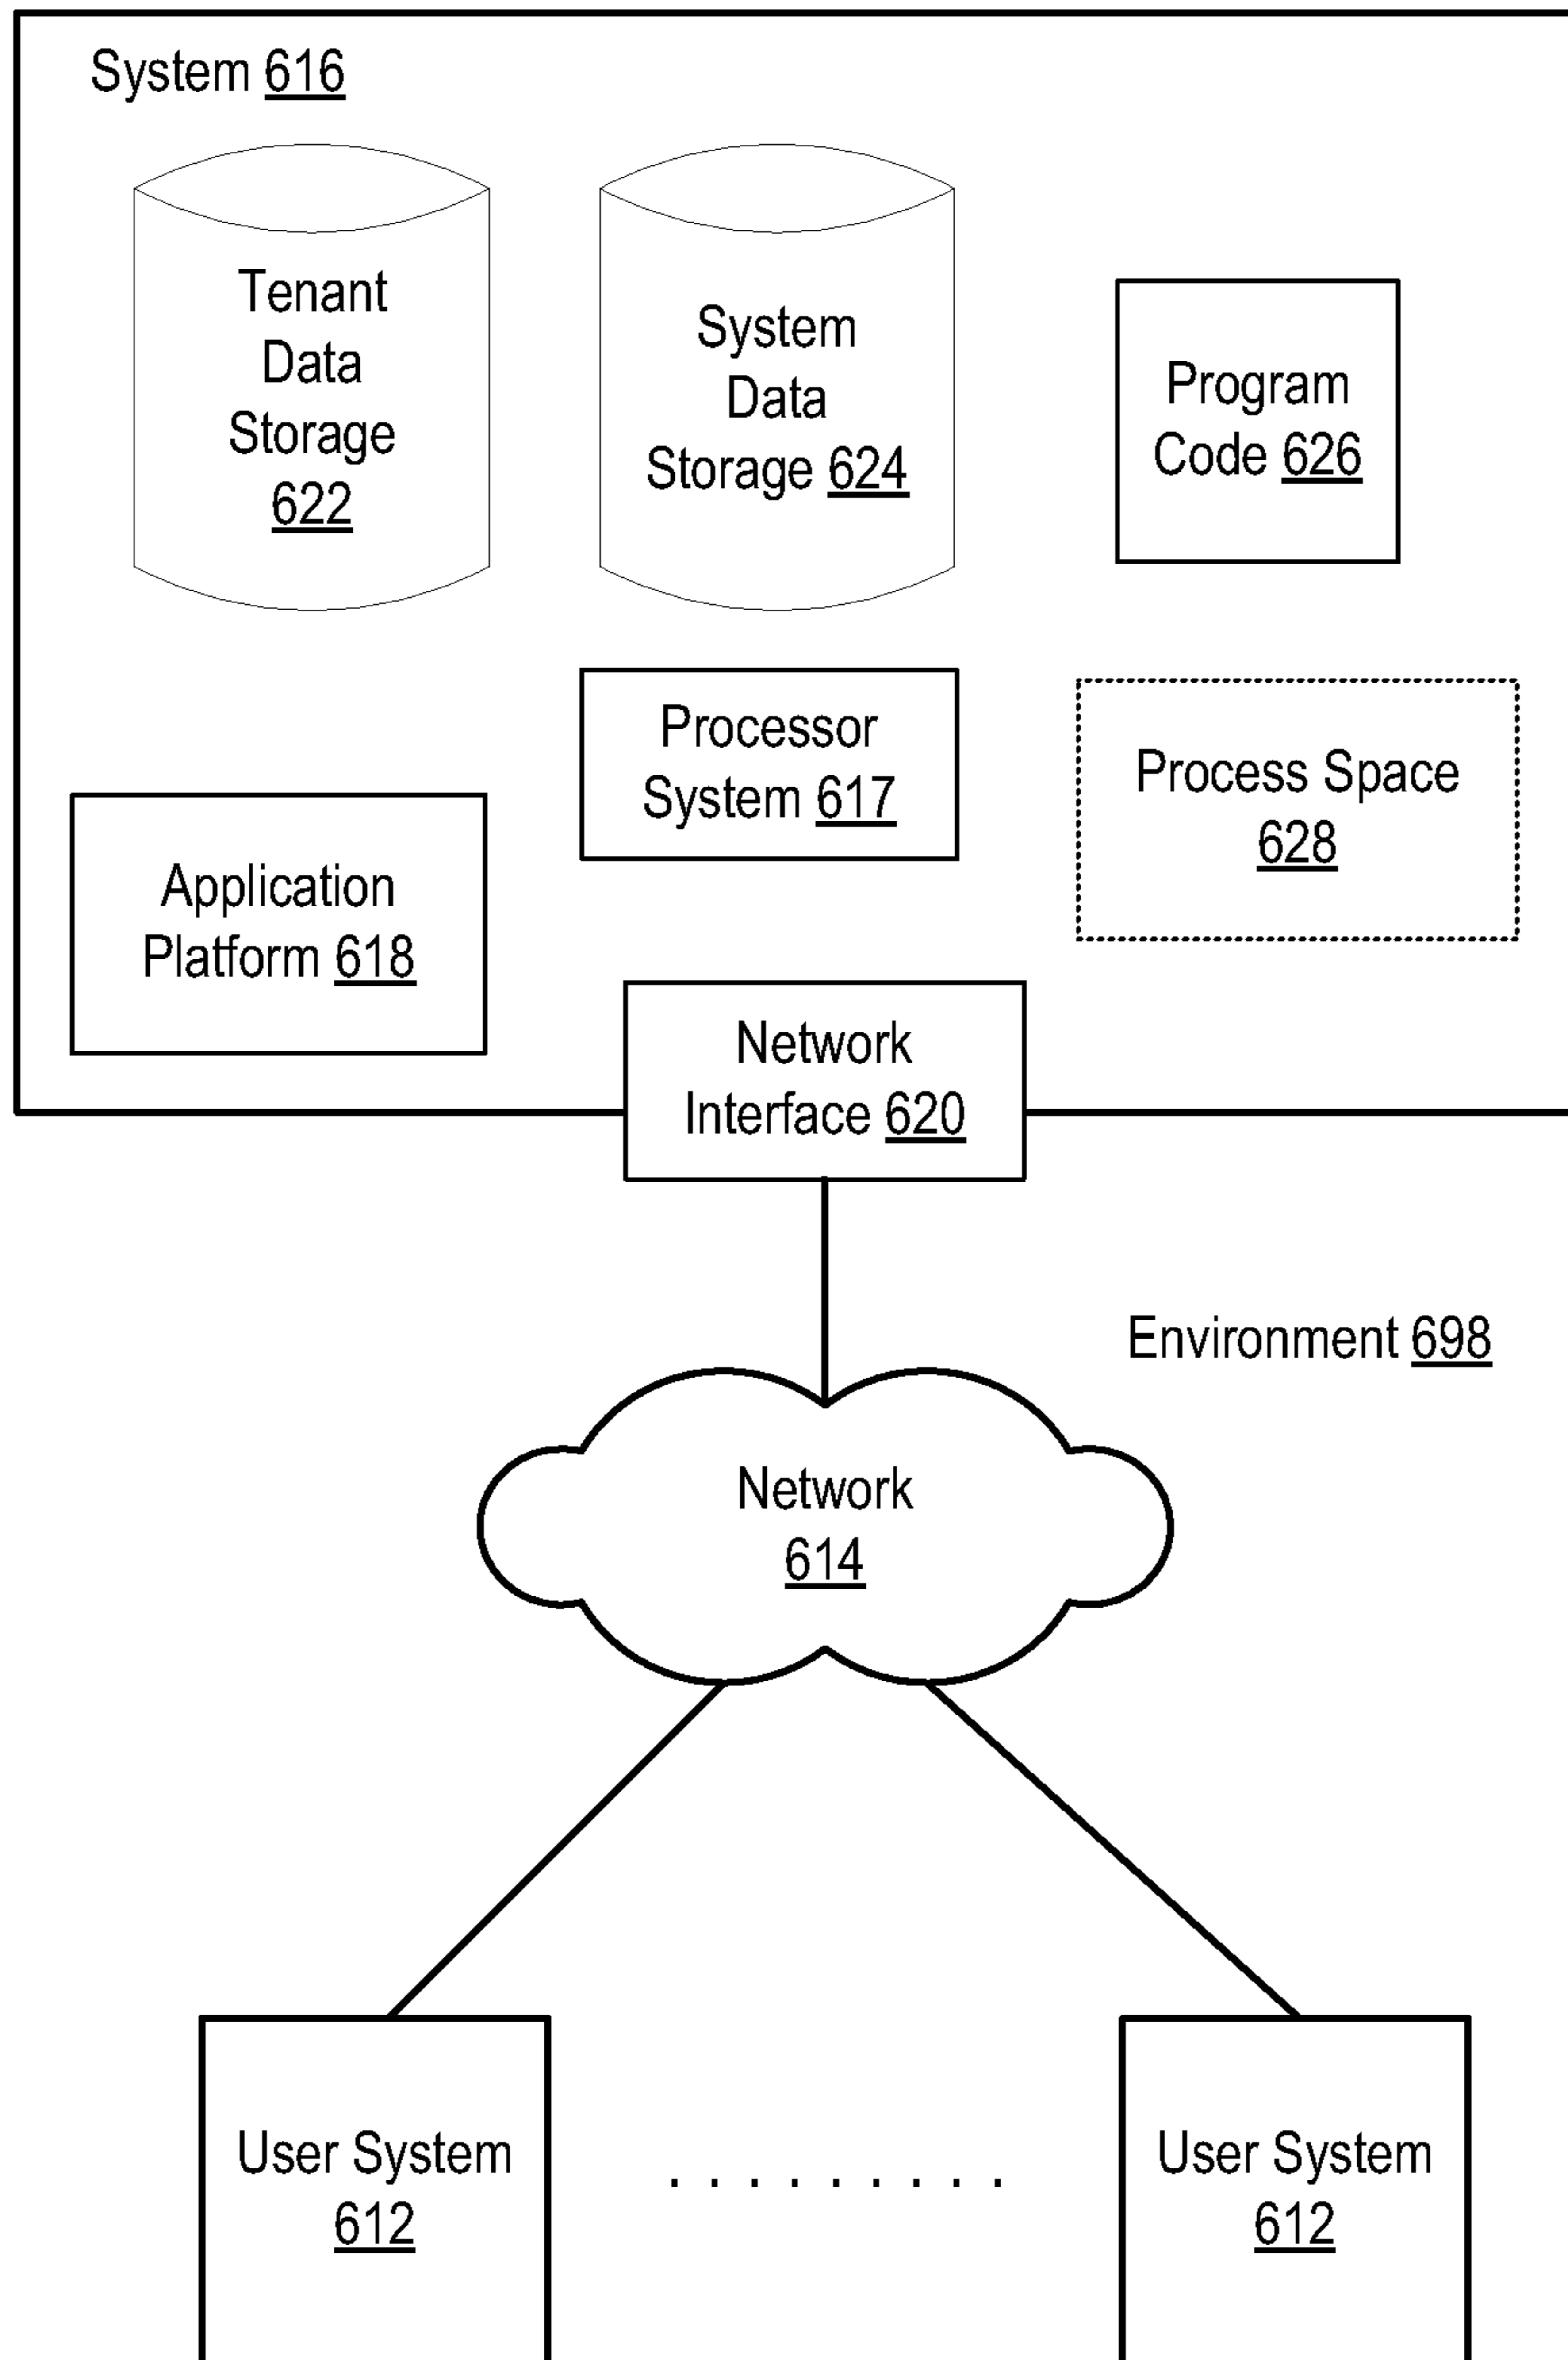 System 616
Tenant
Data
Storage
622
System
Data
Storage 624
Program
Code 626
Processor
System 617
Process Space
628
Application
Platform 618
Network
Interface 620
Environment 698
Network
614
User System
612
. . . . . . . . .
User System
612